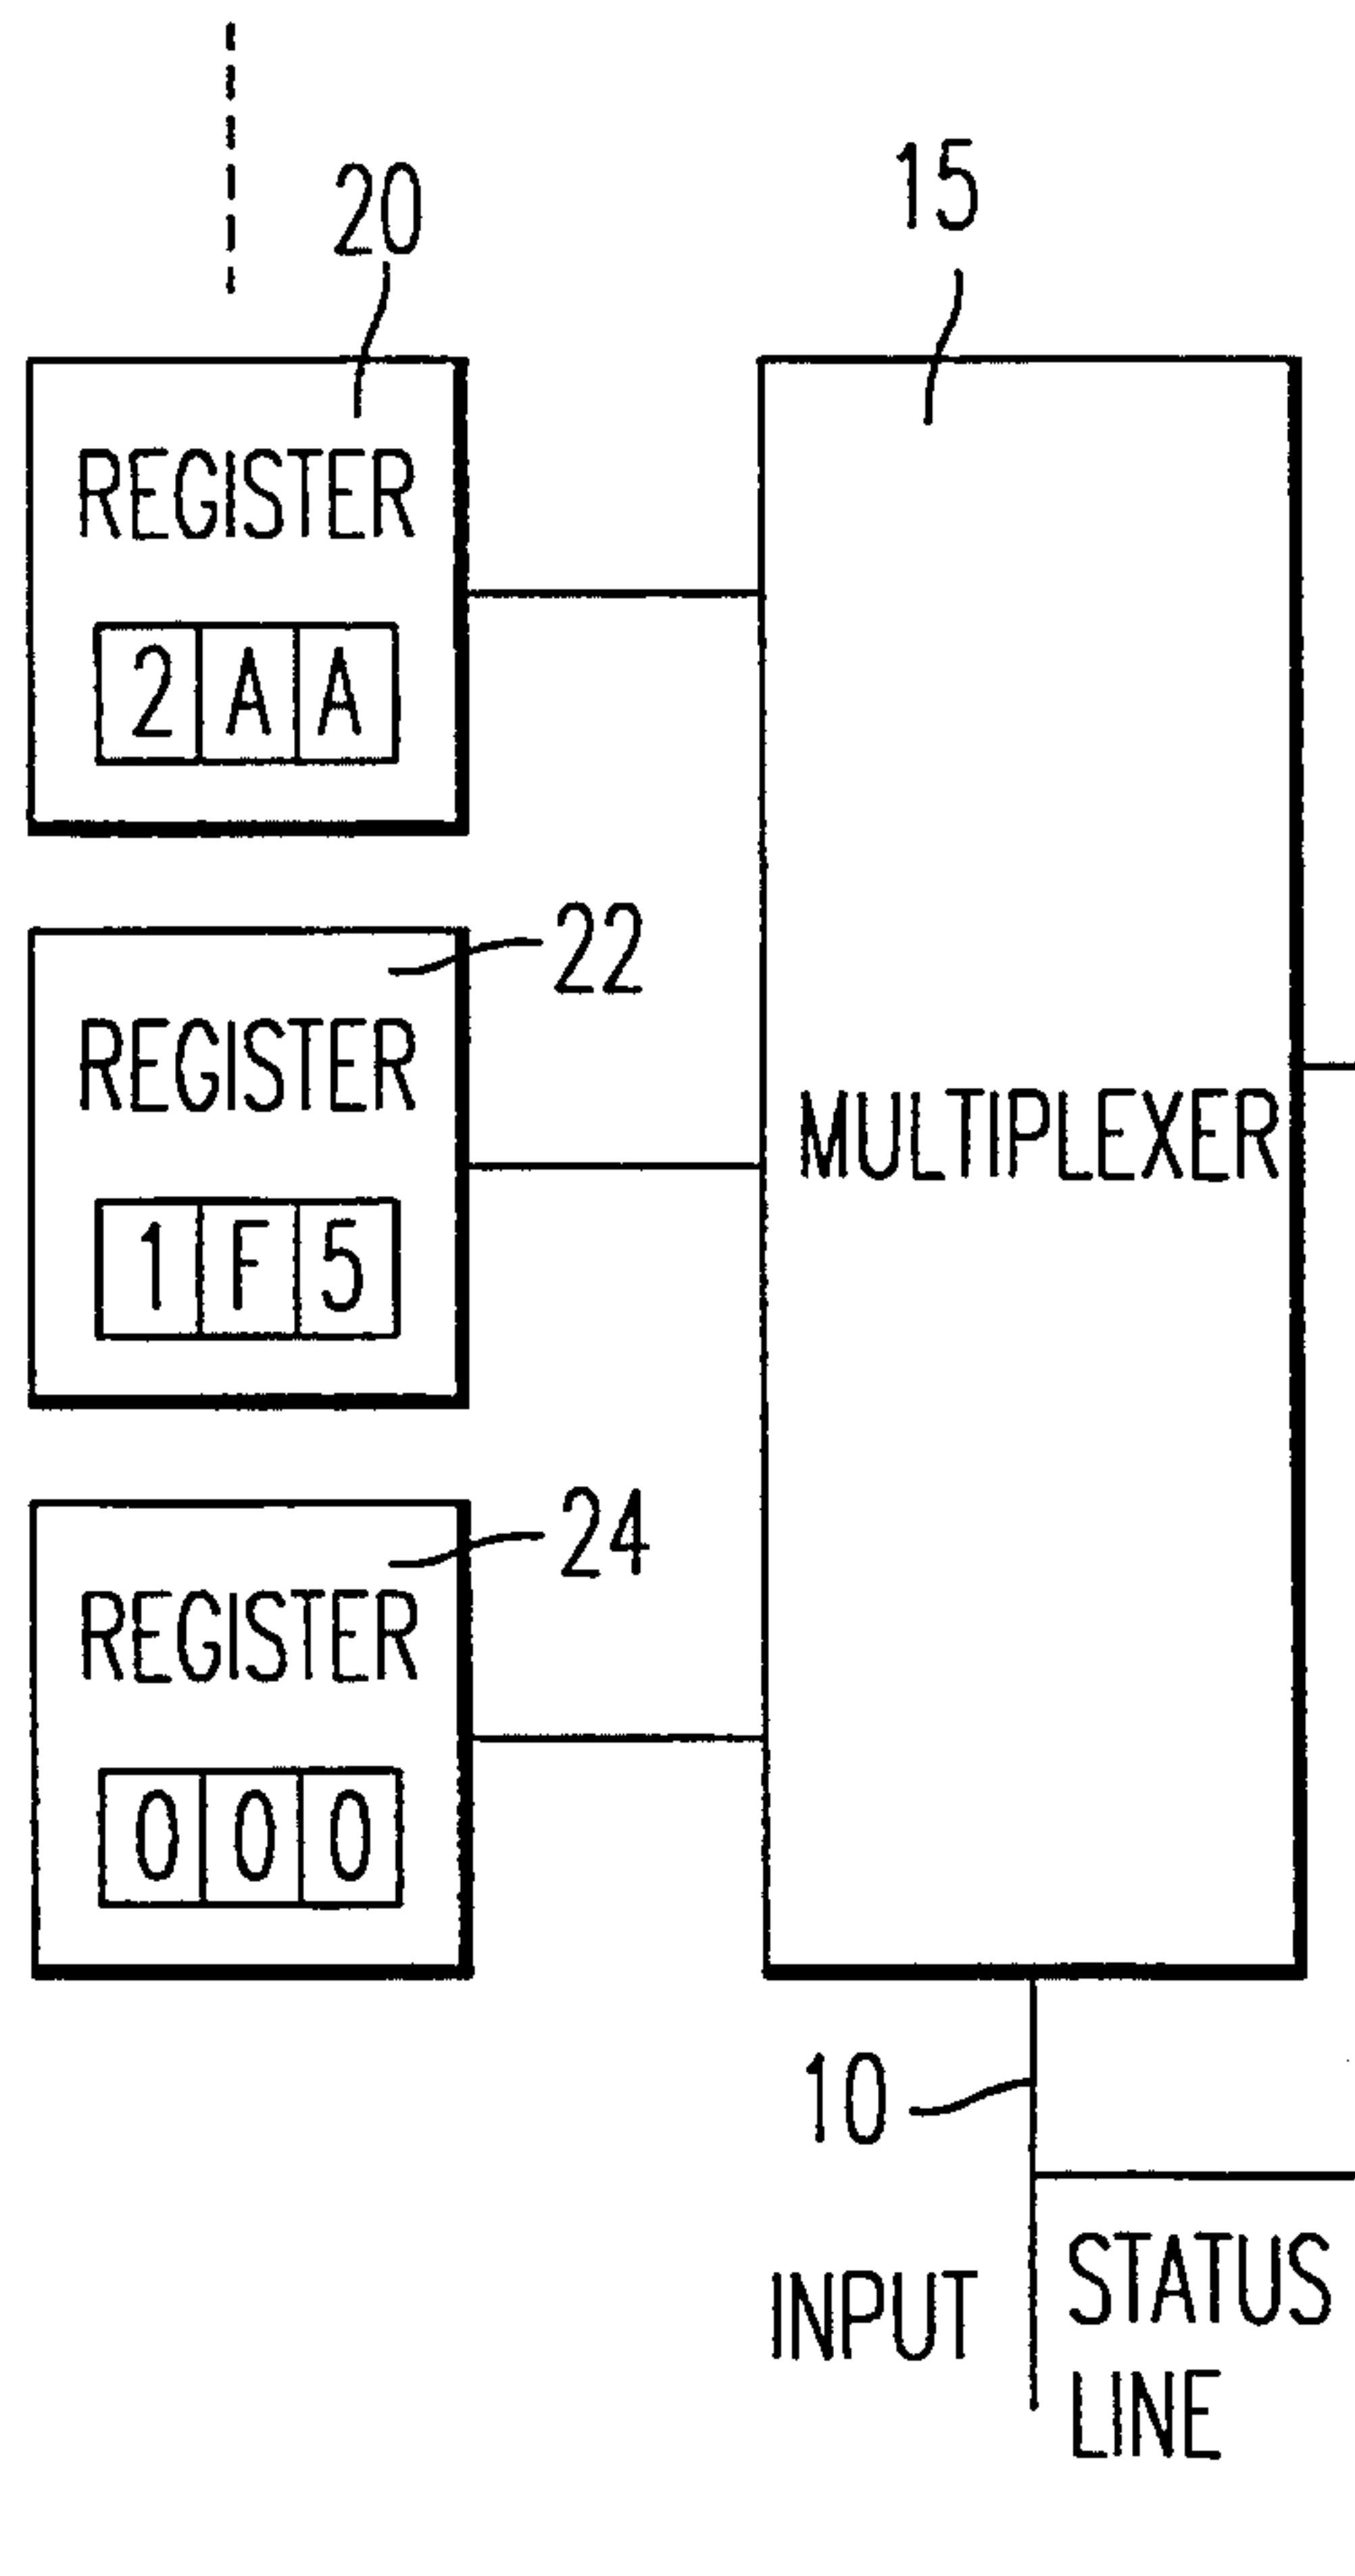 20
15
REGISTER
2 A A
22
REGISTER
MULTIPLEXER
1 F 5
24
REGISTER
0 0 0
10
INPUT
STATUS
LINE